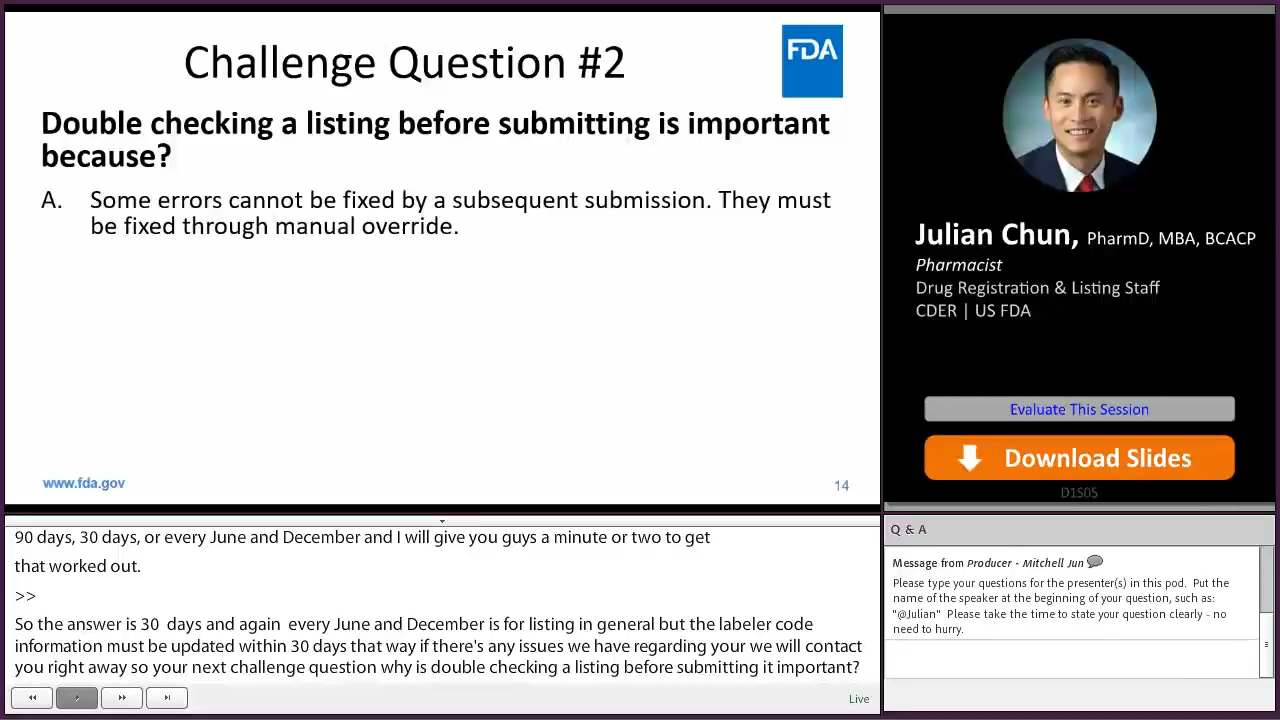 Challenge Question #2
FDA
Double checking a listing before submitting is important
because?
A. Some errors cannot be fixed by a subsequent submission. They must
be fixed through manual override.
www.fda.gov
14
Julian Chun, PharmD, MBA, BCACP
Pharmacist
Drug Registration & Listing Staff
CDER | US FDA
Evaluate This Session
Download Slides
D1S05
90 days, 30 days, or every June and December and I will give you guys a minute or two to get
that worked out.
>>
So the answer is 30 days and again every June and December is for listing in general but the labeler code
information must be updated within 30 days that way if there's any issues we have regarding your we will contact
you right away so your next challenge question why is double checking a listing before submitting it important?
Live
Q & A
Message from Producer - Mitchell Jun
Please type your questions for the presenter(s) in this pod. Put the
name of the speaker at the beginning of your question, such as:
"@Julian" Please take the time to state your question clearly - no
need to hurry.